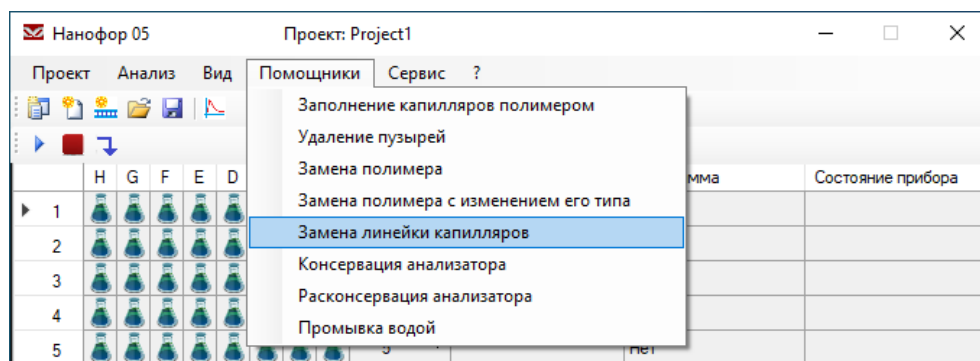 Нанофор 05 Проект: Project1
Проект Анализ Вид Помощники Сервис ?
Заполнение капилляров полимером
Удаление пузырей
Замена полимера
Замена полимера с изменением его типа
Замена линейки капилляров
Консервация анализатора
Расконсервация анализатора
Промывка водой
H G F E D мма Состояние прибора
1
2
3
4
5 5 Нет